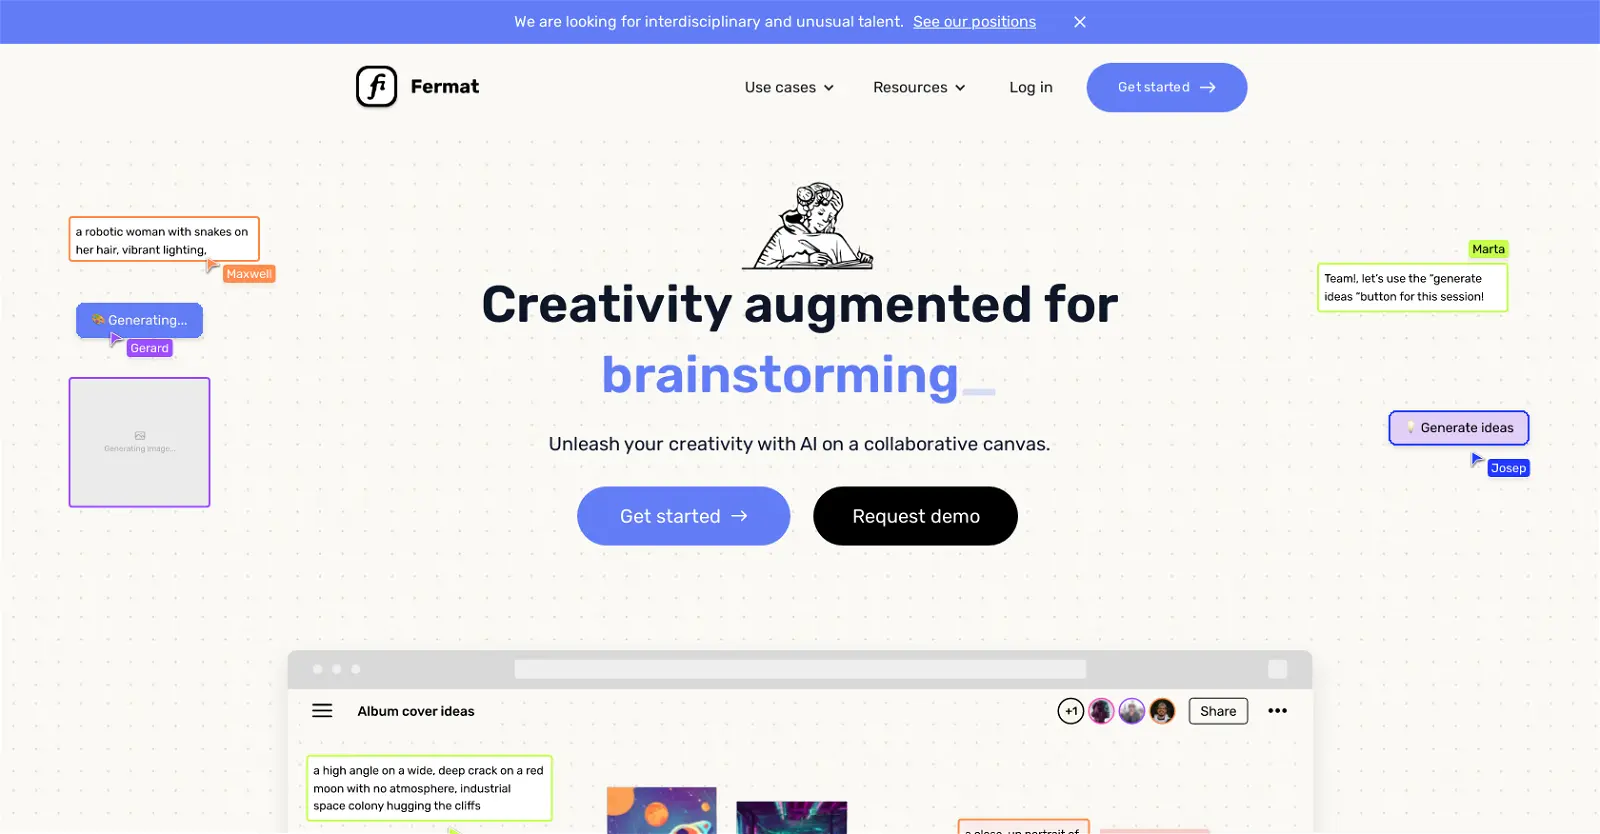 We are looking for interdisciplinary and unusual talent. See our positions
fi Fermat
Use cases
Resources
Log in
Get started
a robotic woman with snakes on
her hair, vibrant lighting,
Maxwell
Generating...
Gerard
Generating image...
Creativity augmented for
brainstorming_
Unleash your creativity with AI on a collaborative canvas.
Get started
Request demo
Marta
Team!, let's use the “generate
ideas “button for this session!
Generate ideas
Josep
Album cover ideas
+1
Share
a high angle on a wide, deep crack on a red
moon with no atmosphere, industrial
space colony hugging the cliffs
a close-up portrait of